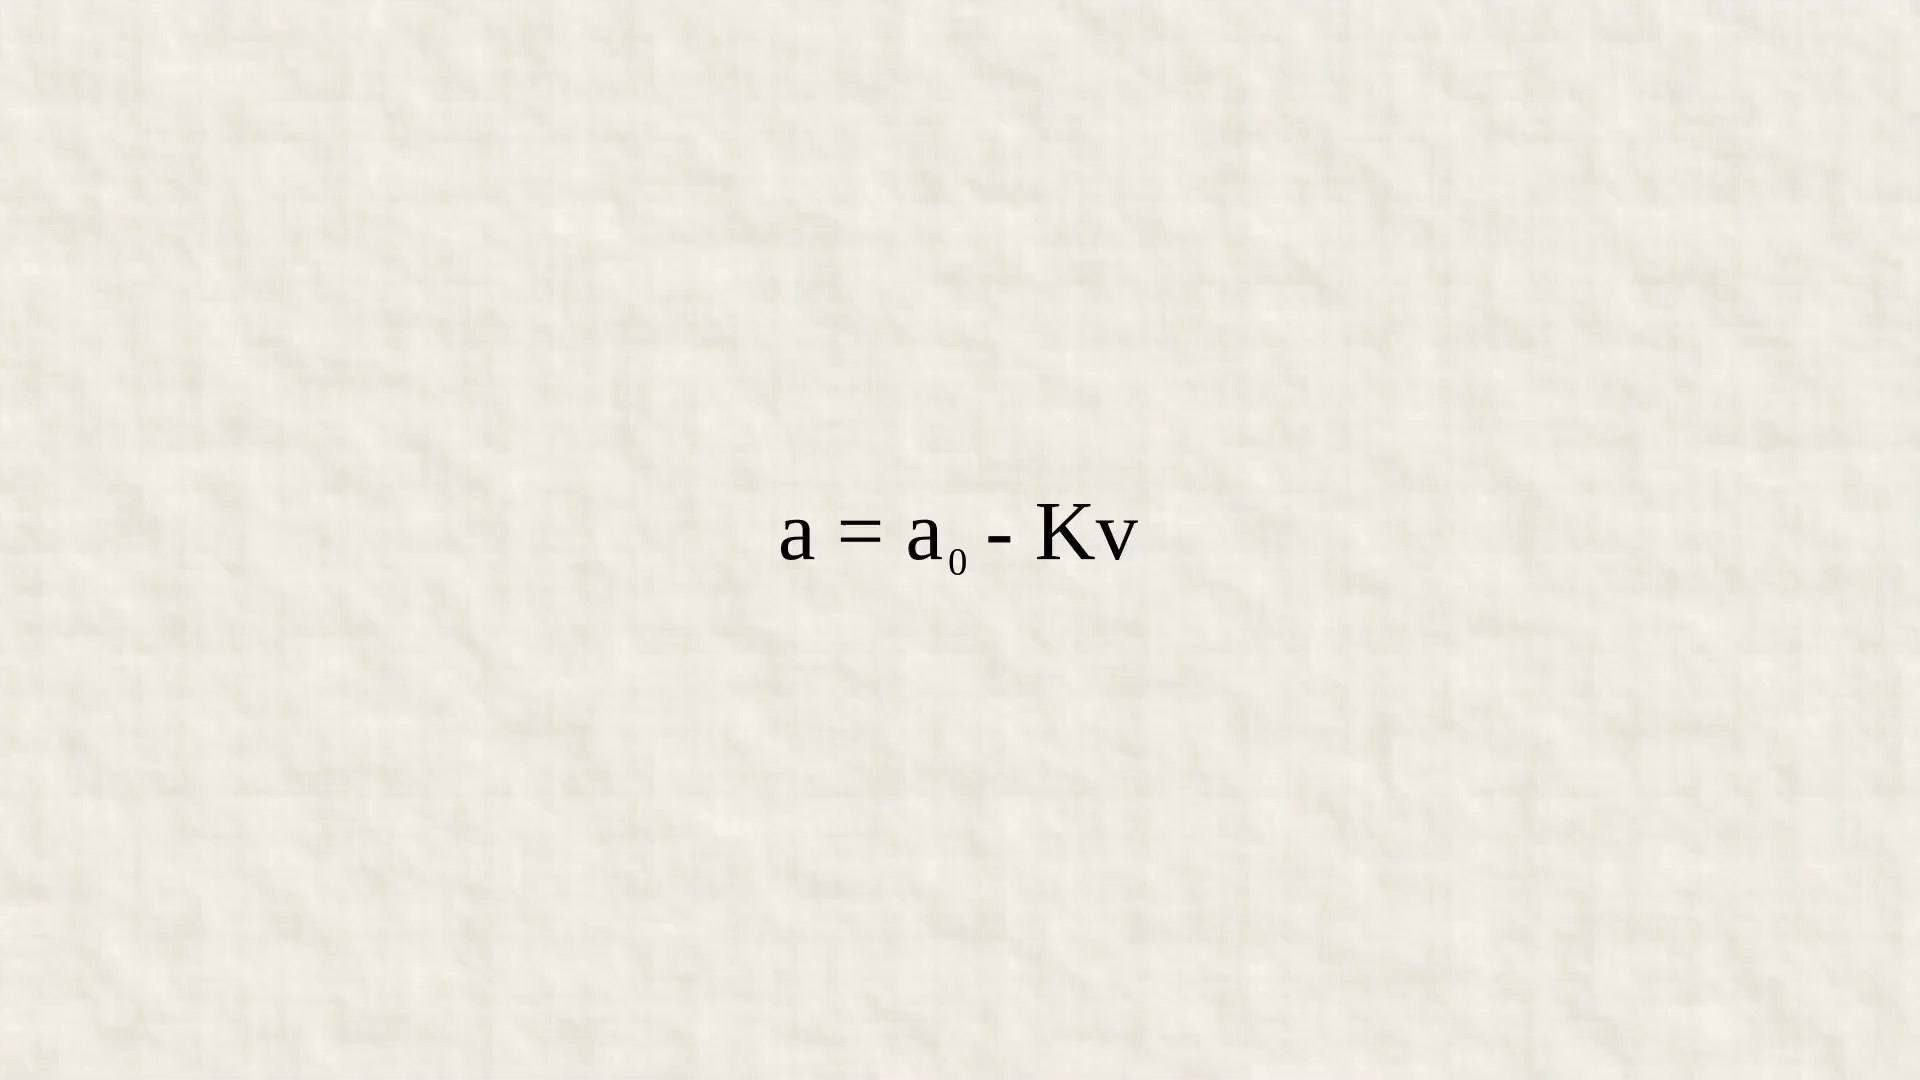 a = a₀ - Kv